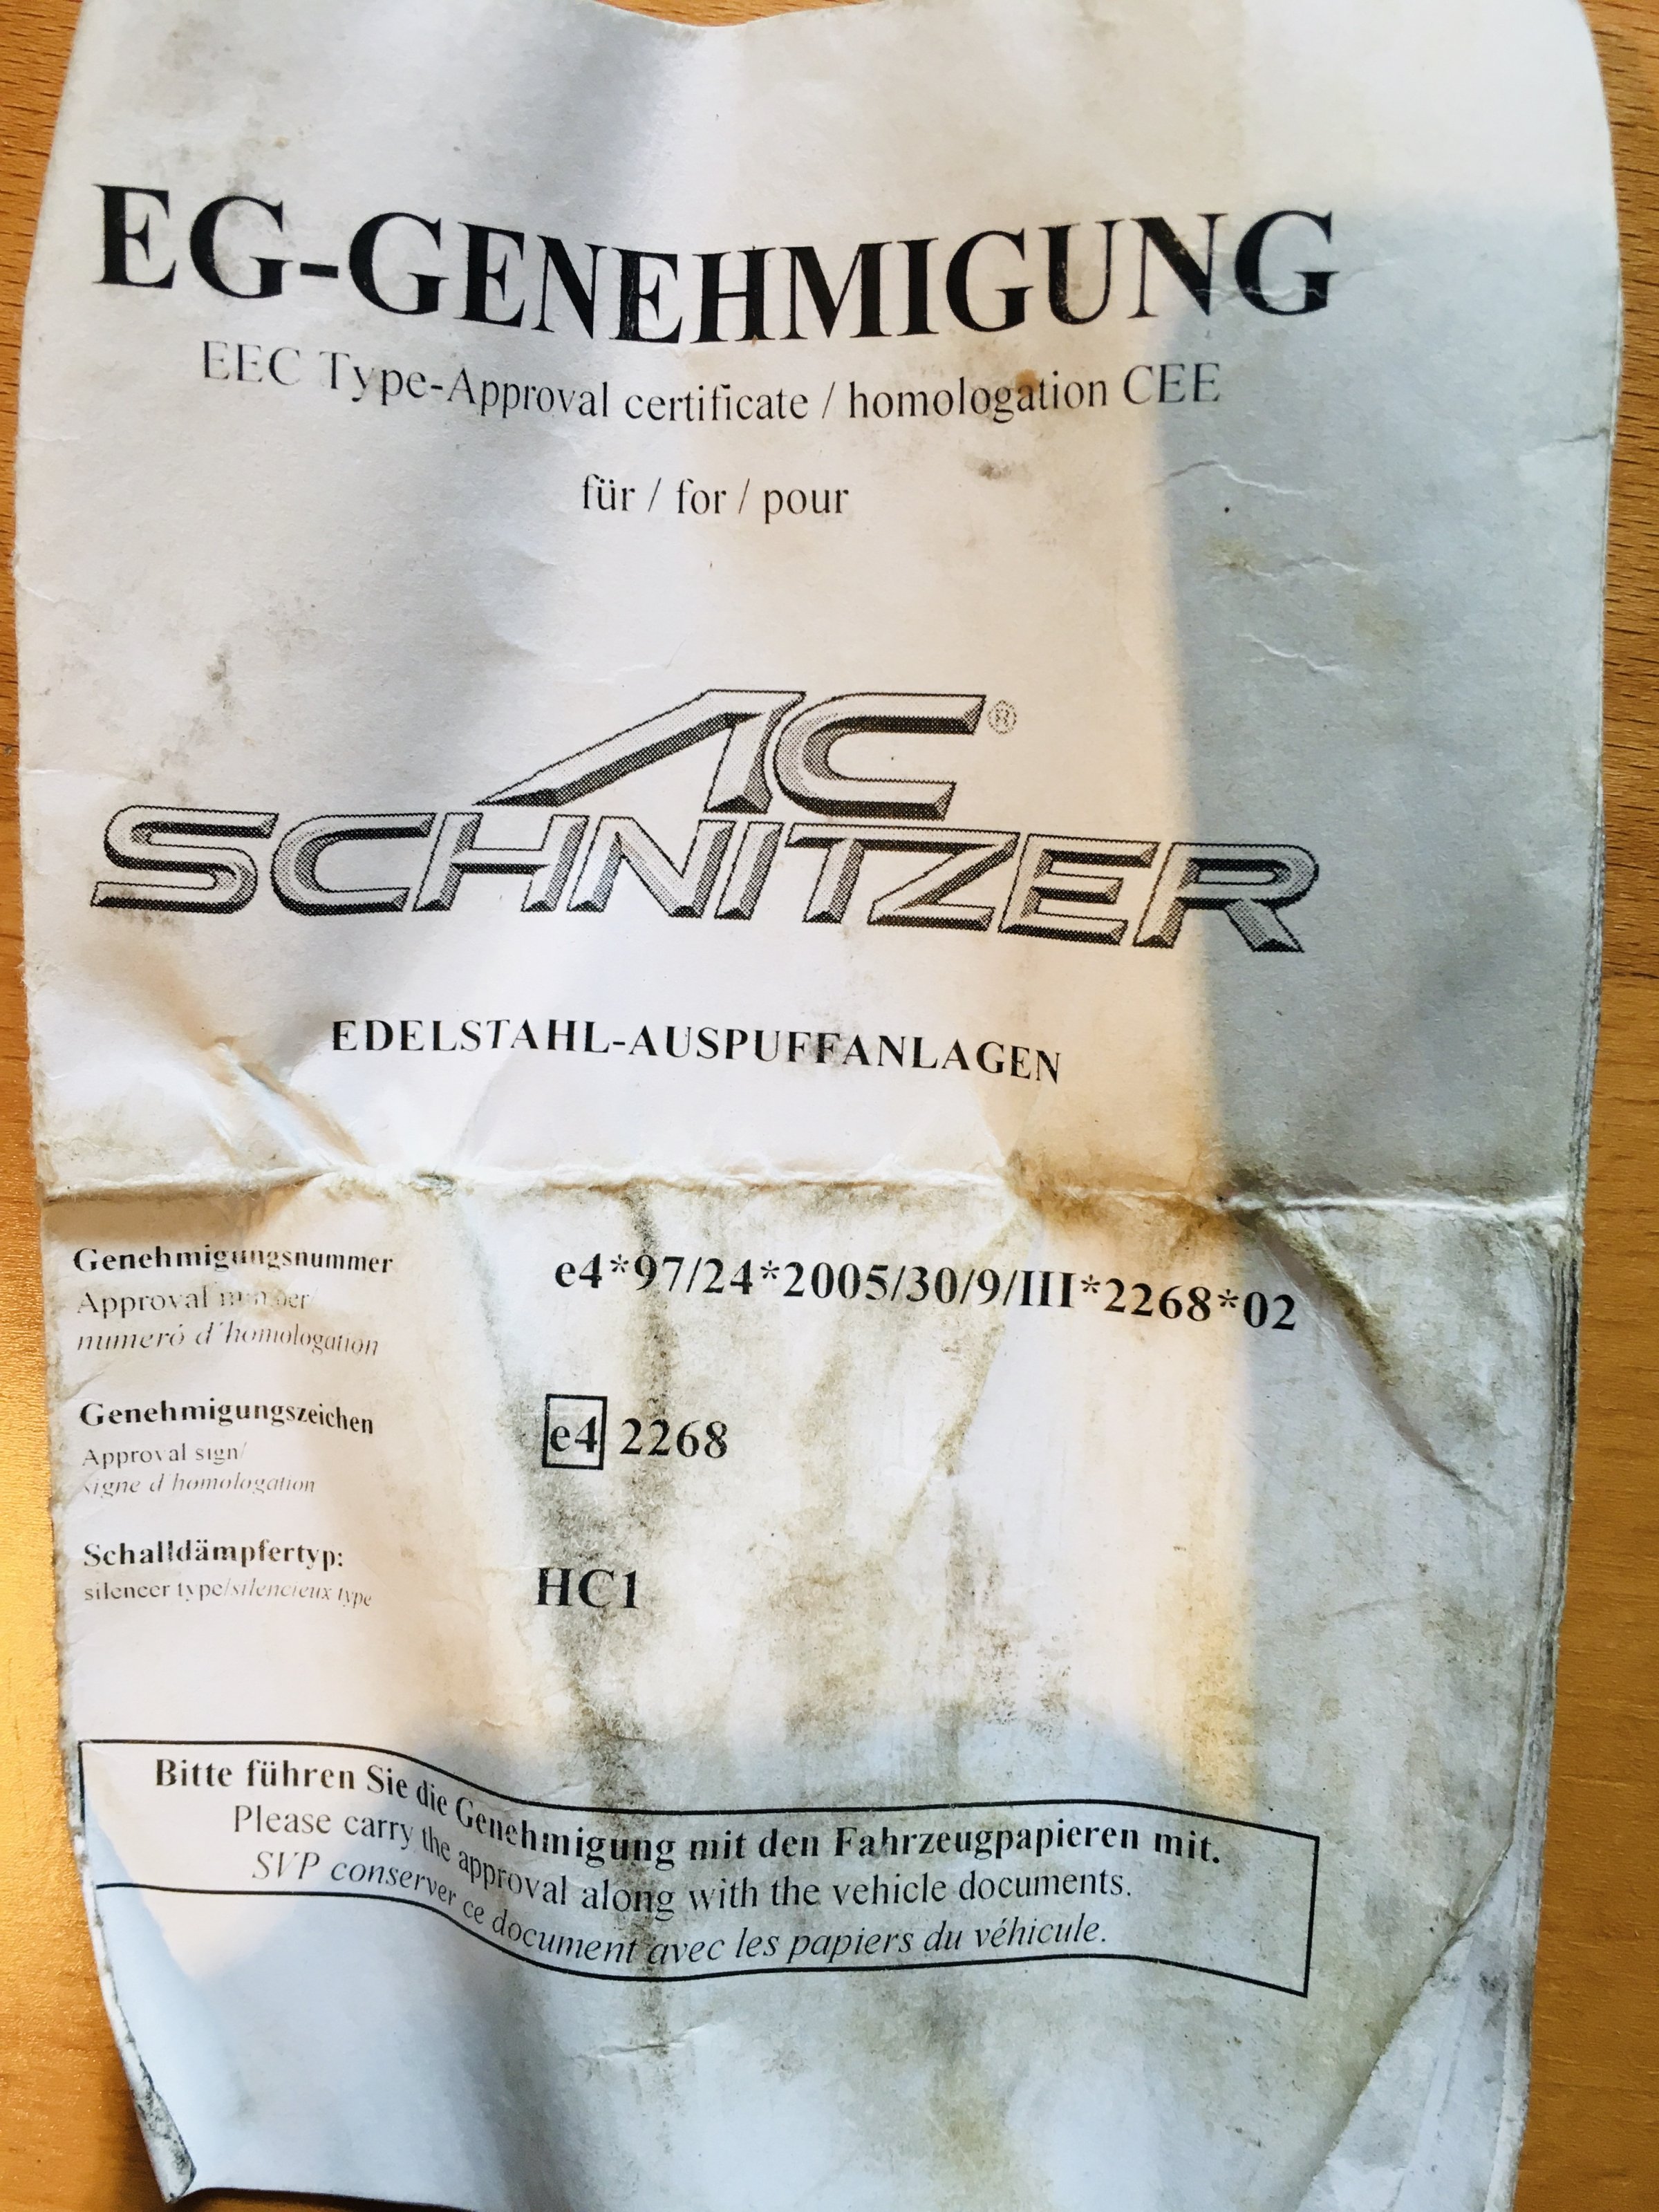 EG-GENEHMIGUNG
EEC Type-Approval certificate / homologation CEE
für / for / pour
AC®
SCHNITZER
EDELSTAHL-AUSPUFFANLAGEN
Genehmigungsnummer
Approval number
numeró d'homologation
e4*97/24*2005/30/9/III*2268*02
Genehmigungszeichen
Approval sign/
signe d'homologation
e4 2268
Schalldämpfertyp:
silencer type/silencieux type
HC1
Bitte führen Sie die Genehmigung mit den Fahrzeugpapieren mit.
Please carry the approval along with the vehicle documents.
SVP conserver ce document avec les papiers du véhicule.